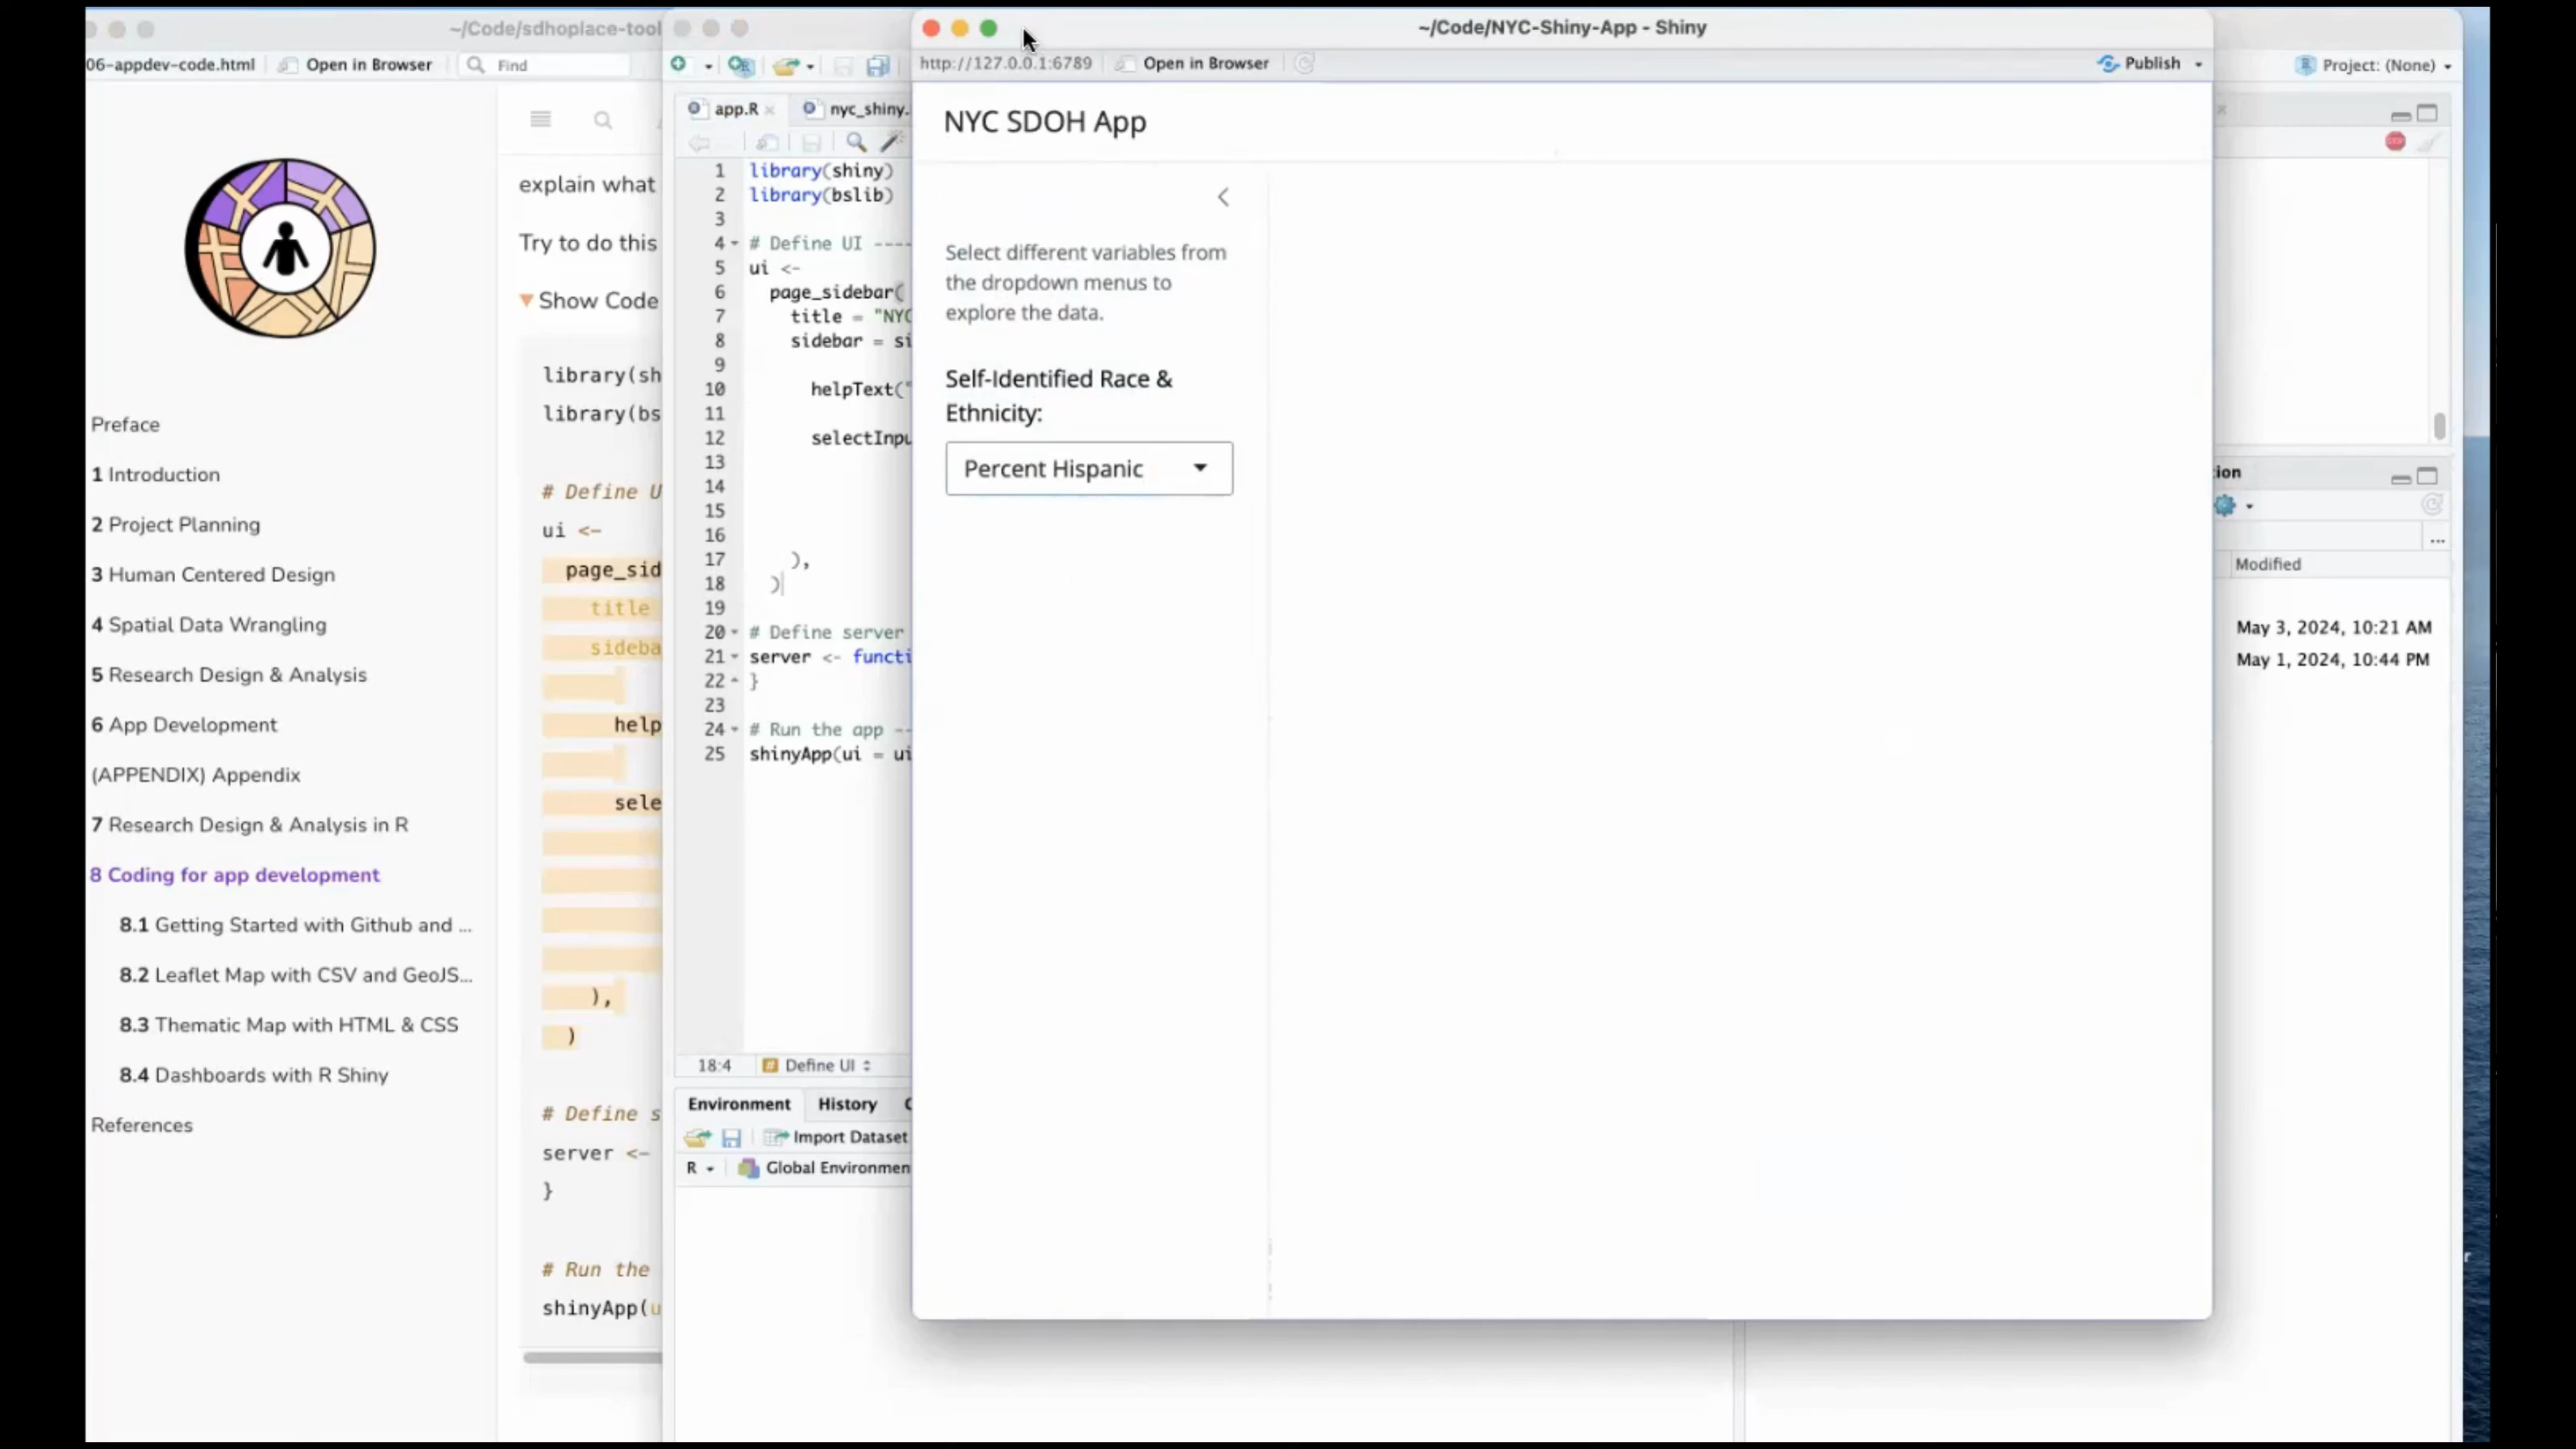 ~/Code/sdhoplace-tool
06-appdev-code.html
Open in Browser
Find
explain what
Try to do this
Show Code
library(sh
library(bs
# Define U
ui <-
page_sid
title
sideba
help
sele
),
)
# Define s
server <-
}
# Run the
shinyApp(u
Preface
1 Introduction
2 Project Planning
3 Human Centered Design
4 Spatial Data Wrangling
5 Research Design & Analysis
6 App Development
(APPENDIX) Appendix
7 Research Design & Analysis in R
8 Coding for app development
8.1 Getting Started with Github and ...
8.2 Leaflet Map with CSV and GeoJS...
8.3 Thematic Map with HTML & CSS
8.4 Dashboards with R Shiny
References
app.R
nyc_shiny.
1 library(shiny)
2 library(bslib)
3
4 # Define UI ----
5 ui <-
6 page_sidebar(
7 title = "NYC
8 sidebar = si
9
10 helpText("
11
12 selectInpu
13
14
15
16
17 ),
18 )
19
20 # Define server
21 server <- functi
22 }
23
24 # Run the app --
25 shinyApp(ui = ui
18:4 # Define UI
Environment History
Import Dataset
R Global Environmen
~/Code/NYC-Shiny-App - Shiny
http://127.0.0.1:6789 Open in Browser
Publish
NYC SDOH App
Select different variables from
the dropdown menus to
explore the data.
Self-Identified Race &
Ethnicity:
Percent Hispanic
Project: (None)
ion
...
Modified
May 3, 2024, 10:21 AM
May 1, 2024, 10:44 PM